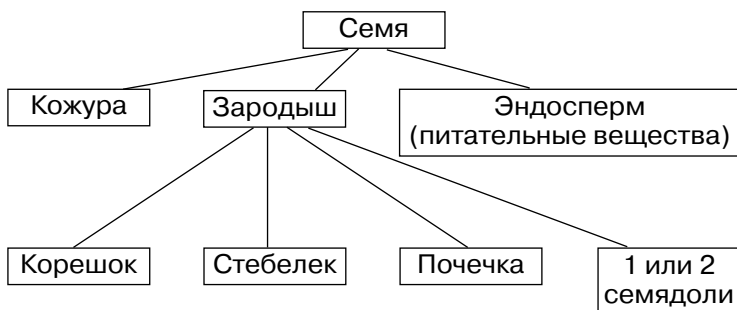 Семя
Кожура
Зародыш
Эндосперм
(питательные вещества)
Корешок
Стебелек
Почечка
1 или 2
семядоли